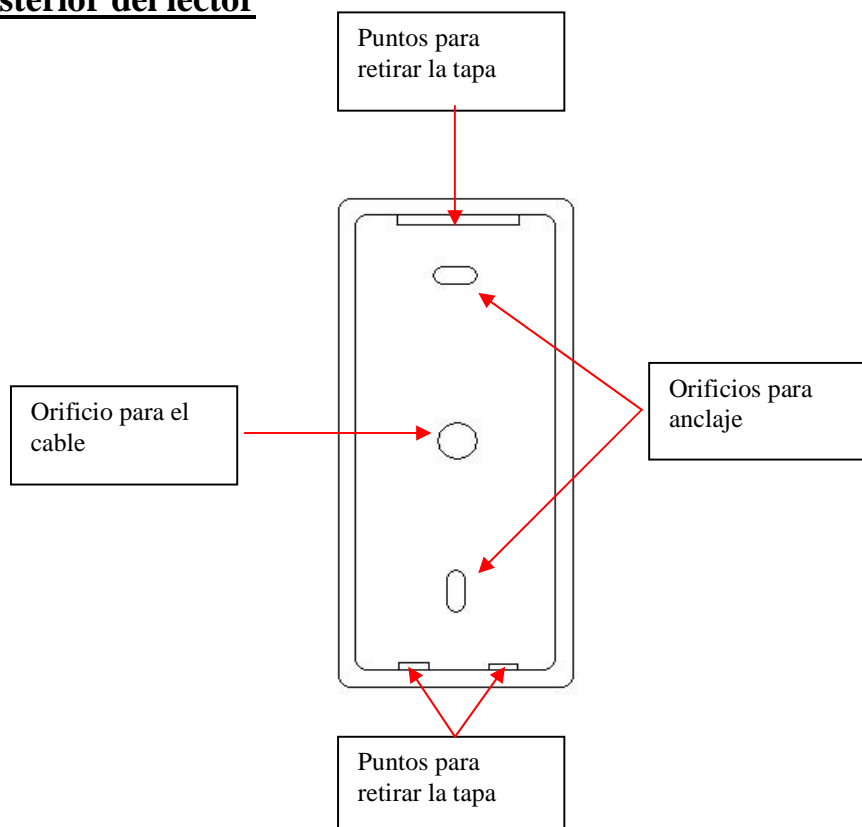 sterior del lector
Puntos para
retirar la tapa
Orificio para el
cable
Orificios para
anclaje
Puntos para
retirar la tapa